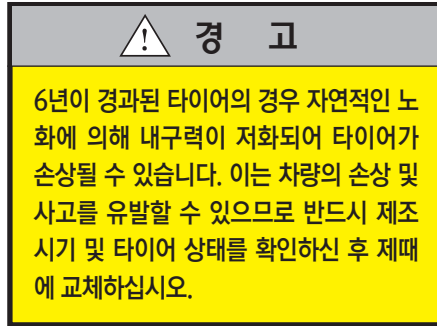 경 고
6년이 경과된 타이어의 경우 자연적인 노
화에 의해 내구력이 저화되어 타이어가
손상될 수 있습니다. 이는 차량의 손상 및
사고를 유발할 수 있으므로 반드시 제조
시기 및 타이어 상태를 확인하신 후 제때
에 교체하십시오.